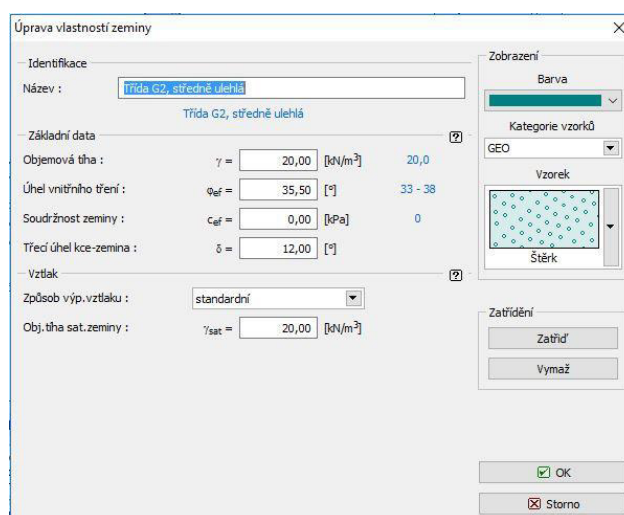 Úprava vlastností zeminy
Identifikace
Název : Třída G2, středně ulehlá
Třída G2, středně ulehlá
Základní data [?]
Objemová tíha : γ = 20,00 [kN/m³] 20,0
Úhel vnitřního tření : φef = 35,50 [°] 33 - 38
Soudržnost zeminy : cef = 0,00 [kPa] 0
Třecí úhel kce-zemina : δ = 12,00 [°]
Vztlak [?]
Způsob výp.vztlaku : standardní
Obj.tíha sat.zeminy : γsat = 20,00 [kN/m³]
Zobrazení
Barva
Kategorie vzorků
GEO
Vzorek
Štěrk
Zatřídění
Zatřiď
Vymaž
OK
Storno